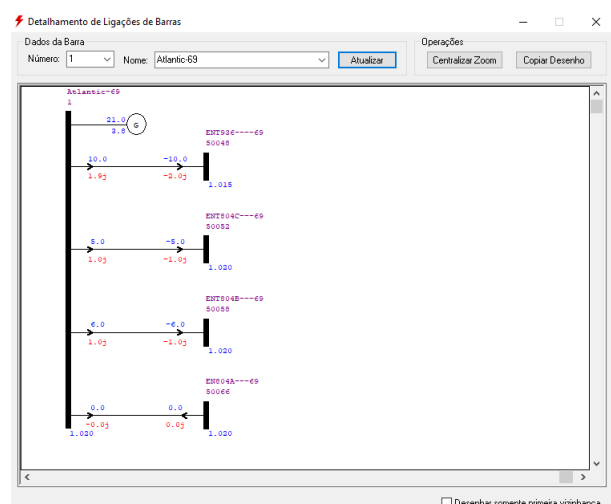 Detalhamento de Ligações de Barras
Dados da Barra
Número: 1 Nome: Atlantic-69 Atualizar
Operações
Centralizar Zoom Copiar Desenho
Atlantic-69
1
21.0
2.8
G
ENT936----69
50048
10.0 -10.0
1.9j -2.0j
1.015
ENT804C---69
50052
5.0 -5.0
1.0j -1.0j
1.020
ENT804B---69
50058
6.0 -6.0
1.0j -1.0j
1.020
EN804A---69
50066
0.0 0.0
-0.0j 0.0j
1.020 1.020
Desenhar somente primeira vizinhança